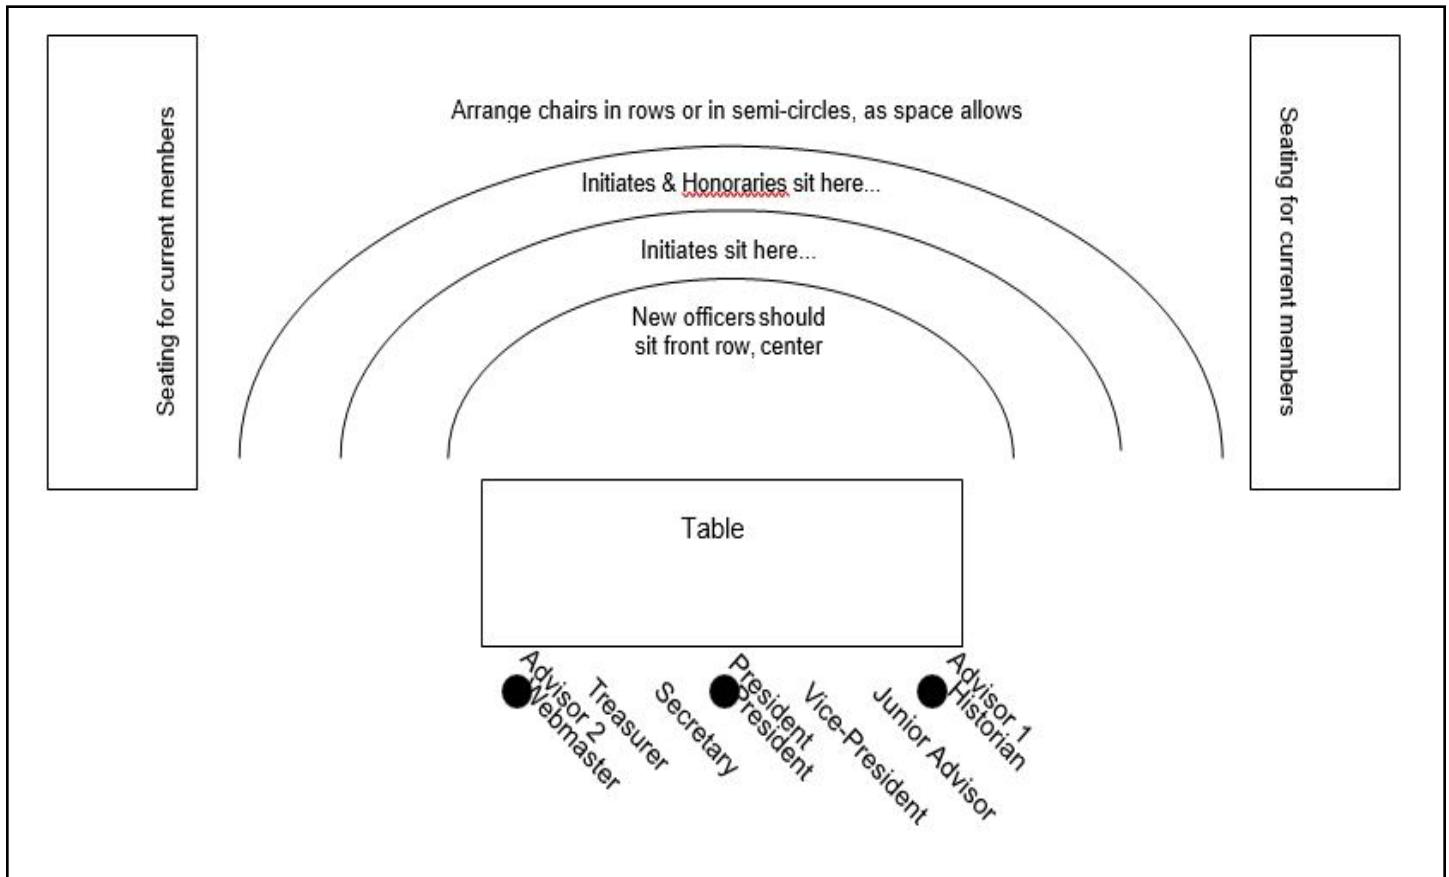 Arrange chairs in rows or in semi-circles, as space allows
Seating for current members
Seating for current members
Initiates & Honoraries sit here...
Initiates sit here...
New officers should
sit front row, center
Table
Advisor 2
Webmaster
Treasurer
Secretary
President
President
Vice-President
Junior Advisor
Advisor 1
Historian